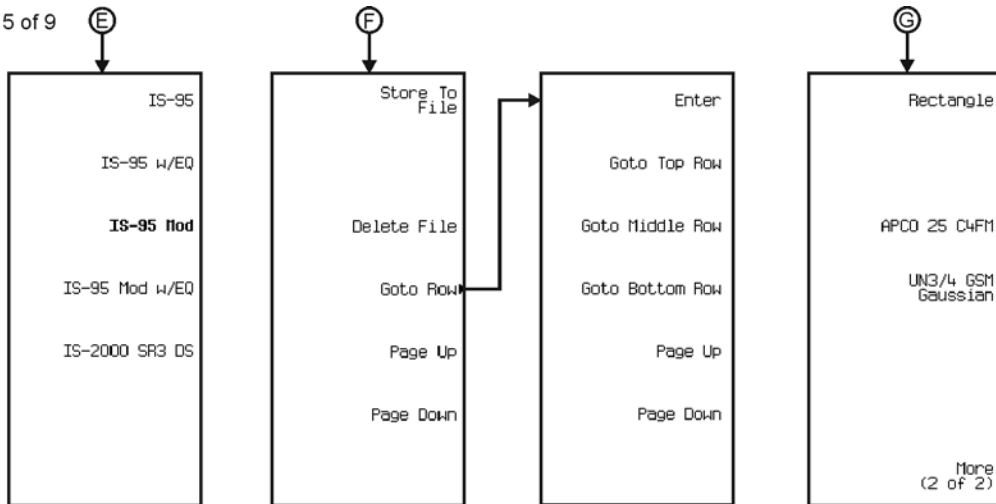 5 of 9
E
F
G
IS-95
IS-95 w/EQ
IS-95 Mod
IS-95 Mod w/EQ
IS-2000 SR3 DS
Store To
File
Delete File
Goto Row
Page Up
Page Down
Enter
Goto Top Row
Goto Middle Row
Goto Bottom Row
Page Up
Page Down
Rectangle
APCO 25 C4FM
UN3/4 GSM
Gaussian
More
(2 of 2)